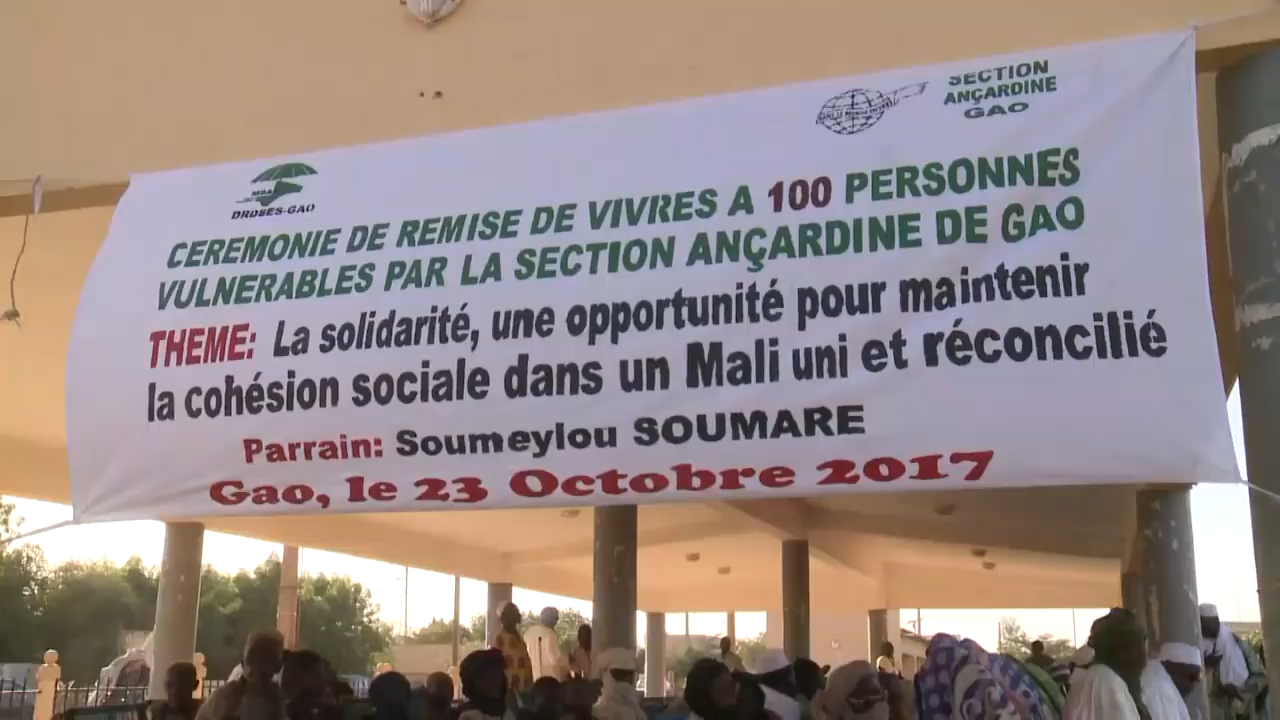 SECTION
ANÇARDINE
GAO
DRDSES-GAO
CEREMONIE DE REMISE DE VIVRES A 100 PERSONNES
VULNERABLES PAR LA SECTION ANÇARDINE DE GAO
THEME: La solidarité, une opportunité pour maintenir
la cohésion sociale dans un Mali uni et réconcilié
Parrain: Soumeylou SOUMARE
Gao, le 23 Octobre 2017